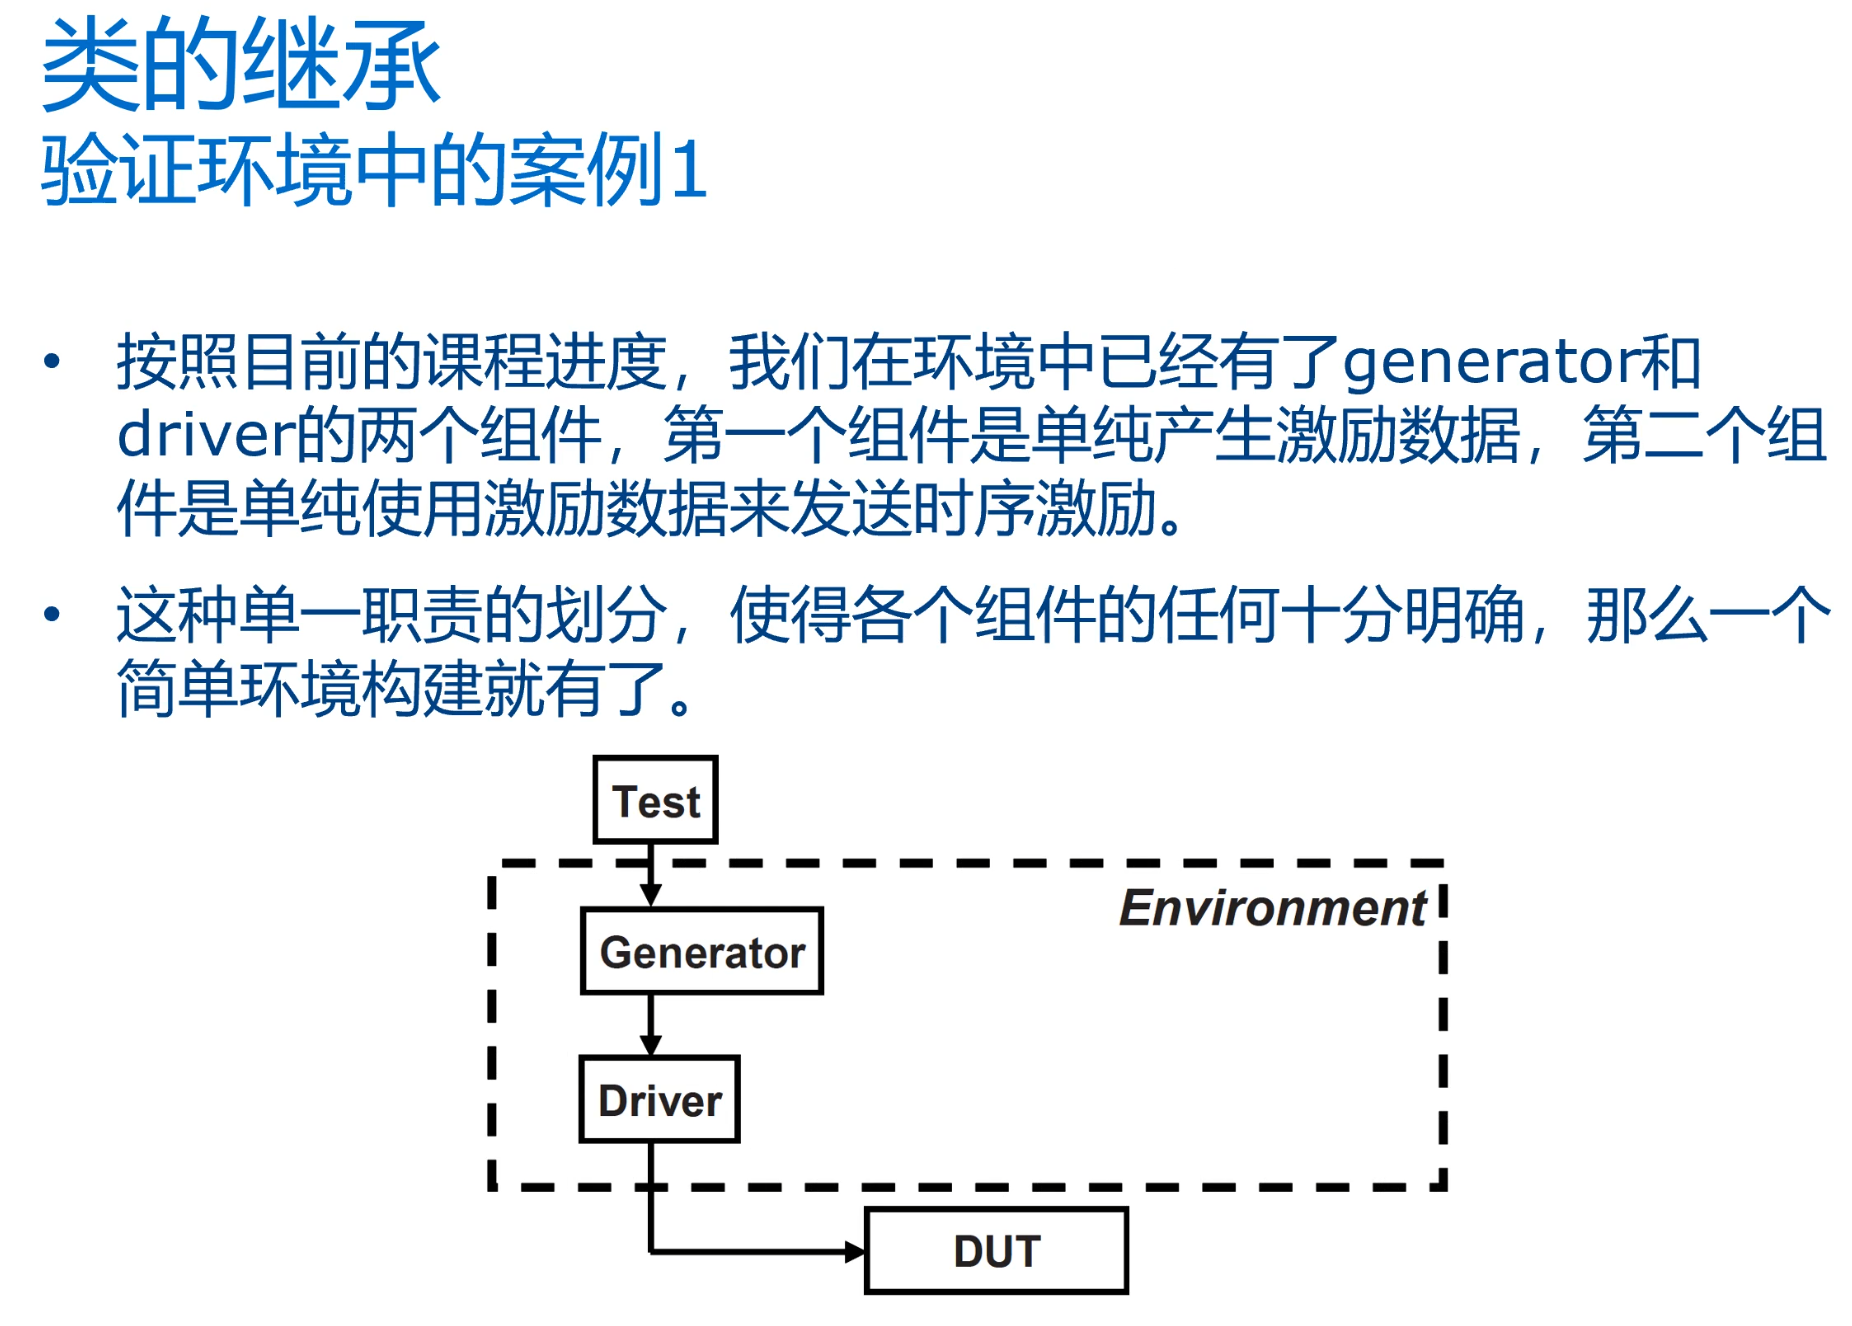 类的继承
验证环境中的案例1
• 按照目前的课程进度，我们在环境中已经有了generator和
driver的两个组件，第一个组件是单纯产生激励数据，第二个组
件是单纯使用激励数据来发送时序激励。
• 这种单一职责的划分，使得各个组件的任何十分明确，那么一个
简单环境构建就有了。
Test
Environment
Generator
Driver
DUT